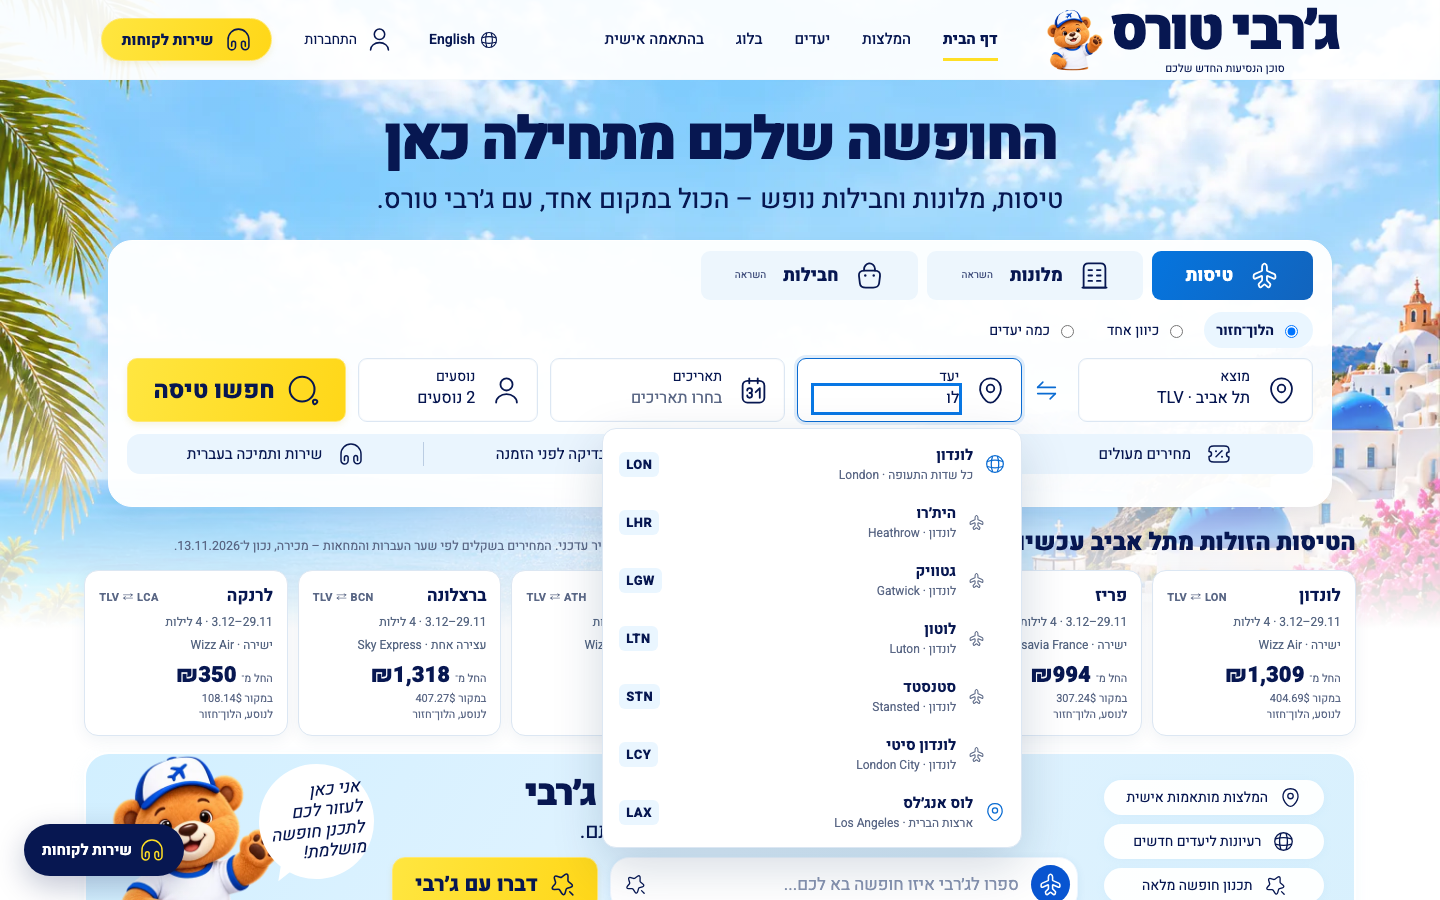 ג׳רבי טורס
סוכן הנסיעות החדש שלכם
דף הבית
המלצות
יעדים
בלוג
בהתאמה אישית
English
התחברות
שירות לקוחות
החופשה שלכם מתחילה כאן
טיסות, מלונות וחבילות נופש – הכול במקום אחד, עם ג׳רבי טורס.
טיסות
מלונות השראה
חבילות השראה
הלוך־חזור
כיוון אחד
כמה יעדים
מוצא
תל אביב · TLV
יעד
לו
תאריכים
בחרו תאריכים
31
נוסעים
2 נוסעים
חפשו טיסה
מחירים מעולים
בדיקה לפני הזמנה
שירות ותמיכה בעברית
לונדון
כל שדות התעופה · London
LON
הית׳רו
לונדון · Heathrow
LHR
גטוויק
לונדון · Gatwick
LGW
לוטון
לונדון · Luton
LTN
סטנסטד
לונדון · Stansted
STN
לונדון סיטי
לונדון · London City
LCY
לוס אנג׳לס
ארצות הברית · Los Angeles
LAX
הטיסות הזולות מתל אביב עכשיו
עדכני. המחירים בשקלים לפי שער העברות והמחאות – מכירה, נכון ל־13.11.2026.
לונדון
TLV ⇄ LON
29.11–3.12 · 4 לילות
ישירה · Wizz Air
החל מ־ ₪1,309
במקור $404.69
לנוסע, הלוך־חזור
פריז
29.11–3.12 · 4 לילות
ישירה · France
החל מ־ ₪994
במקור $307.24
לנוסע, הלוך־חזור
TLV ⇄ ATH
ברצלונה
TLV ⇄ BCN
29.11–3.12 · 4 לילות
עצירה אחת · Sky Express
החל מ־ ₪1,318
במקור $407.27
לנוסע, הלוך־חזור
לרנקה
TLV ⇄ LCA
29.11–3.12 · 4 לילות
ישירה · Wizz Air
החל מ־ ₪350
במקור $108.14
לנוסע, הלוך־חזור
המלצות מותאמות אישית
רעיונות ליעדים חדשים
תכנון חופשה מלאה
ג׳רבי
ספרו לג׳רבי איזו חופשה בא לכם...
דברו עם ג׳רבי
אני כאן
לעזור לכם
לתכנן חופשה
מושלמת!
שירות לקוחות